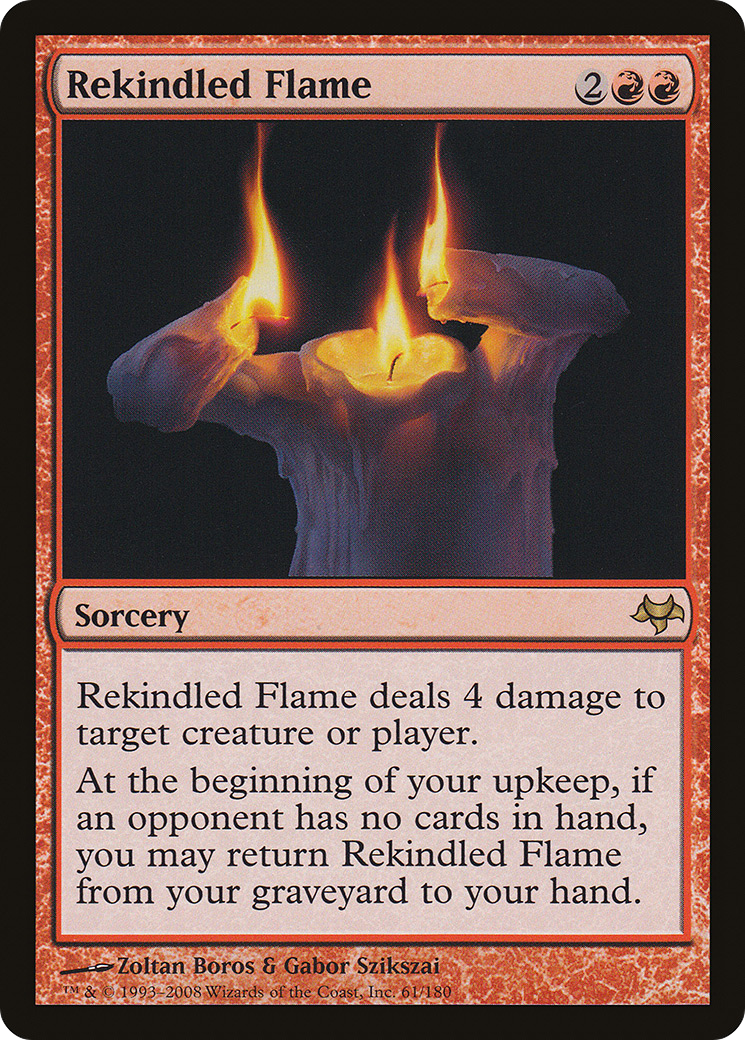 Rekindled Flame 2
Sorcery
Rekindled Flame deals 4 damage to
target creature or player.
At the beginning of your upkeep, if
an opponent has no cards in hand,
you may return Rekindled Flame
from your graveyard to your hand.
Zoltan Boros & Gabor Szikszai
™ & © 1993–2008 Wizards of the Coast, Inc. 61/180